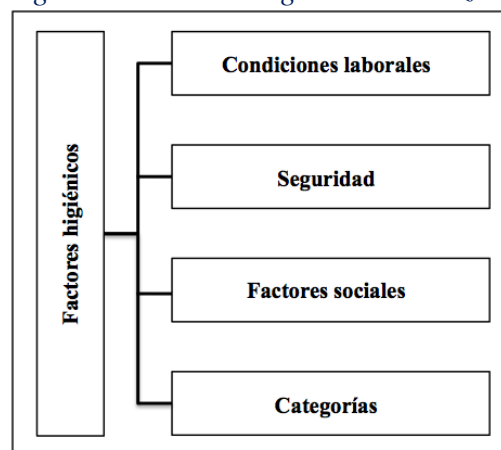 Factores higiénicos
Condiciones laborales
Seguridad
Factores sociales
Categorías